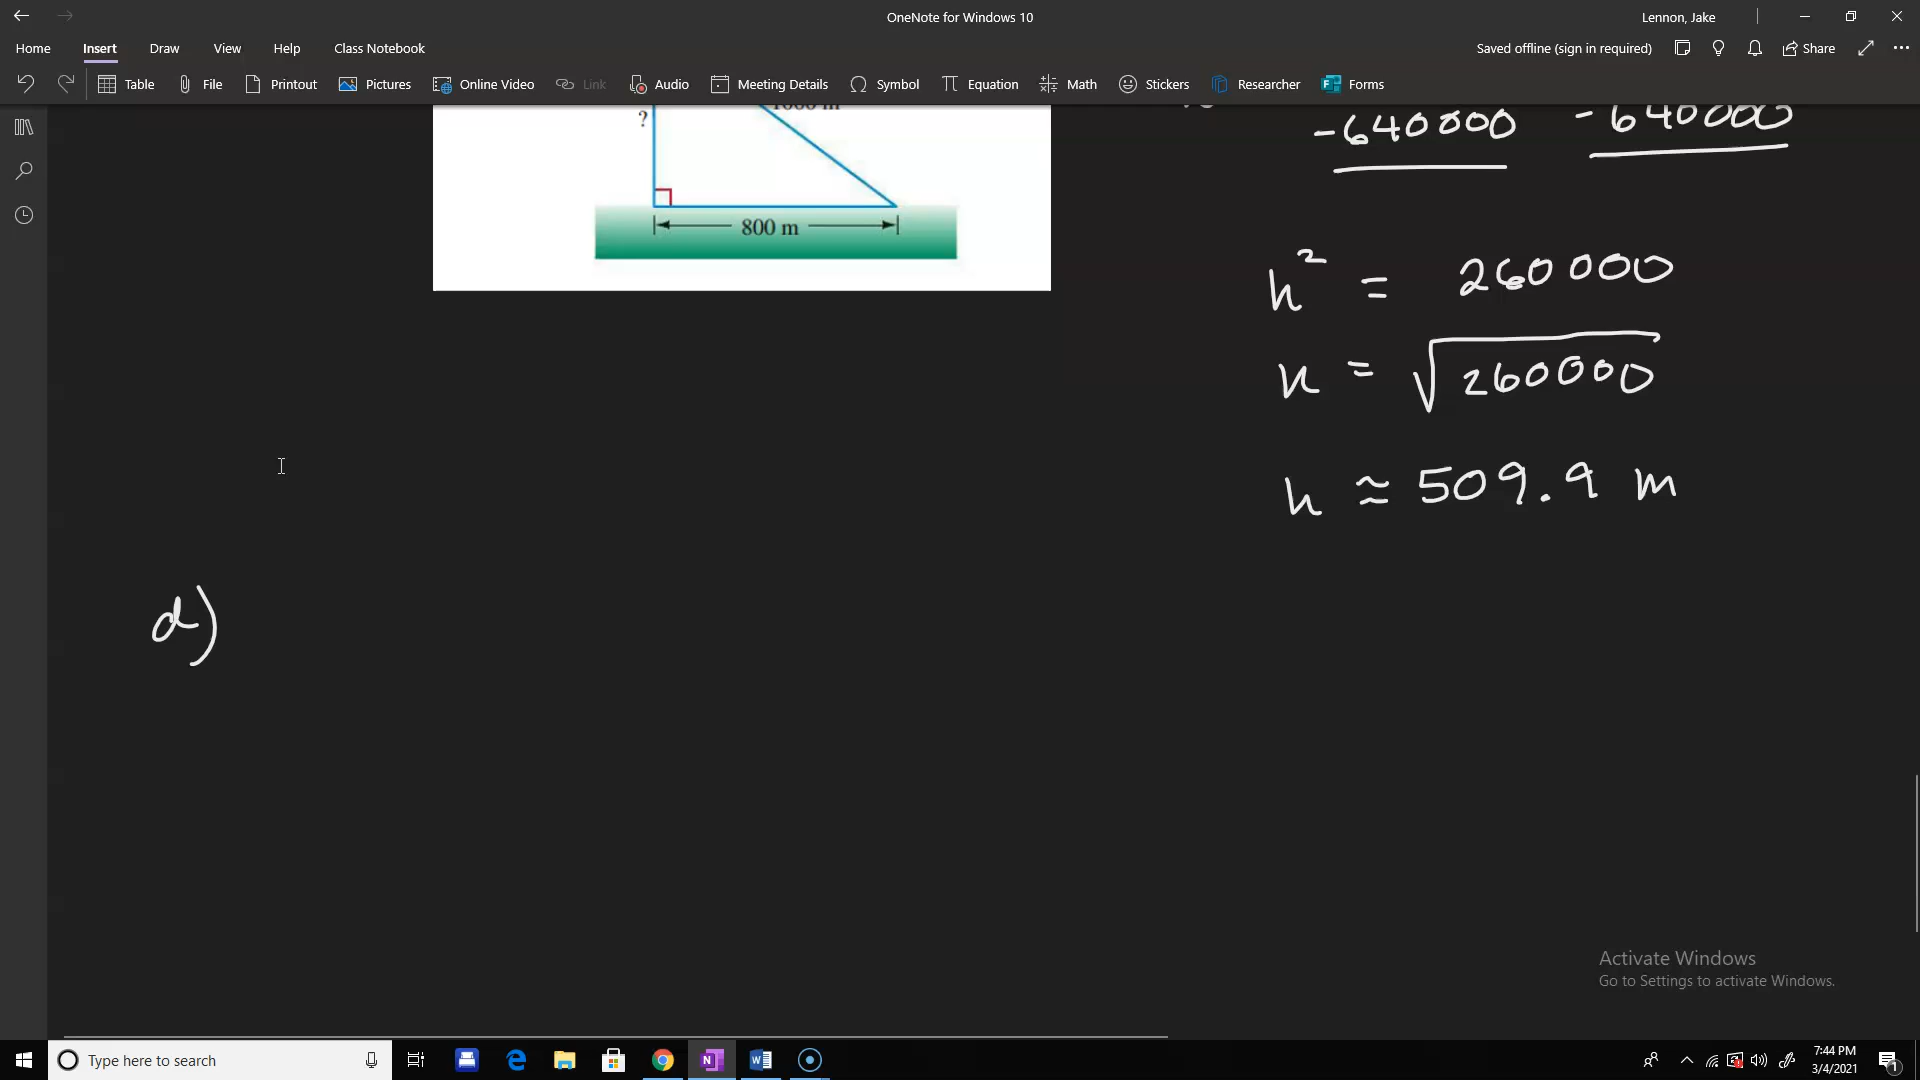 OneNote for Windows 10
Lennon, Jake
Home Insert Draw View Help Class Notebook
Saved offline (sign in required) Share
Table File Printout Pictures Online Video Link Audio Meeting Details Symbol Equation Math Stickers Researcher Forms
?
800 m
-640000 -640000
h² = 260000
h = √260000
h ≈ 509.9 m
d)
Activate Windows
Go to Settings to activate Windows.
Type here to search
7:44 PM
3/4/2021
1